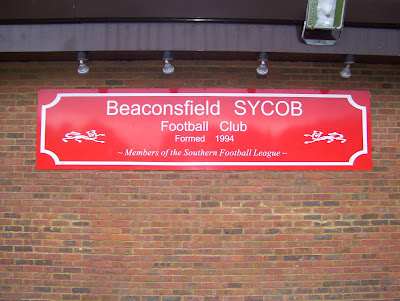 Beaconsfield SYCOB
Football Club
Formed 1994
~ Members of the Southern Football League ~